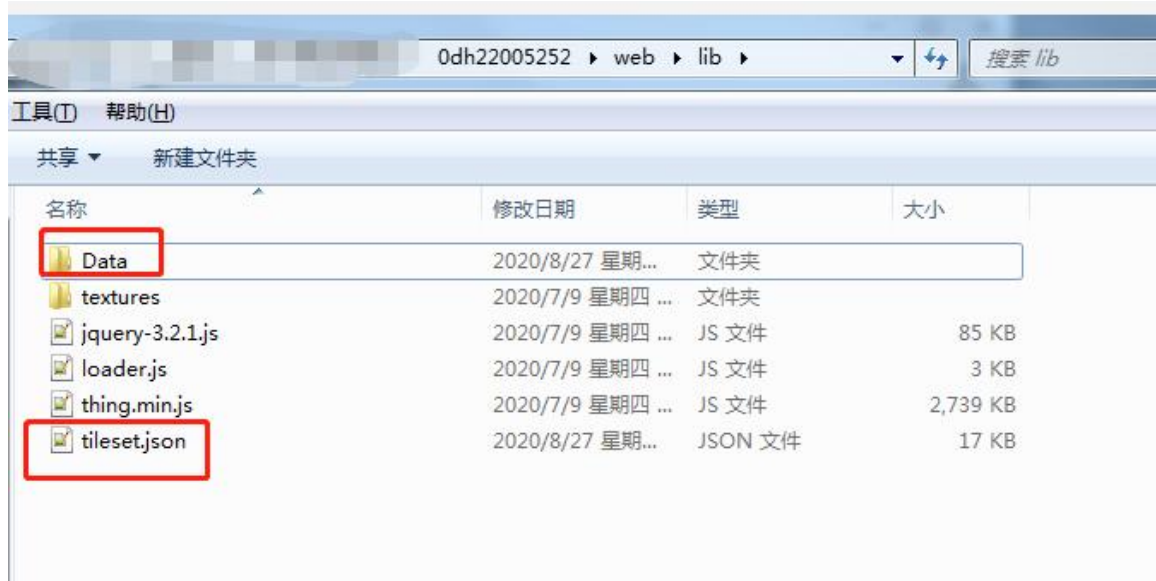 0dh22005252 ▸ web ▸ lib ▸ 搜索 lib
工具(T) 帮助(H)
共享 新建文件夹
名称 修改日期 类型 大小
Data 2020/8/27 星期... 文件夹
textures 2020/7/9 星期四 ... 文件夹
jquery-3.2.1.js 2020/7/9 星期四 ... JS 文件 85 KB
loader.js 2020/7/9 星期四 ... JS 文件 3 KB
thing.min.js 2020/7/9 星期四 ... JS 文件 2,739 KB
tileset.json 2020/8/27 星期... JSON 文件 17 KB